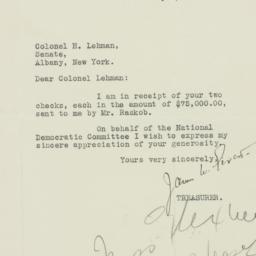 Colonel H. Lehman,
Senate,
Albany, New York.
Dear Colonel Lehman:
I am in receipt of your two
checks, each in the amount of $75,000.00,
sent to me by Mr. Raskob.
On behalf of the National
Democratic Committee I wish to express my
sincere appreciation of your generosity.
Yours very sincerely,
TREASURER.